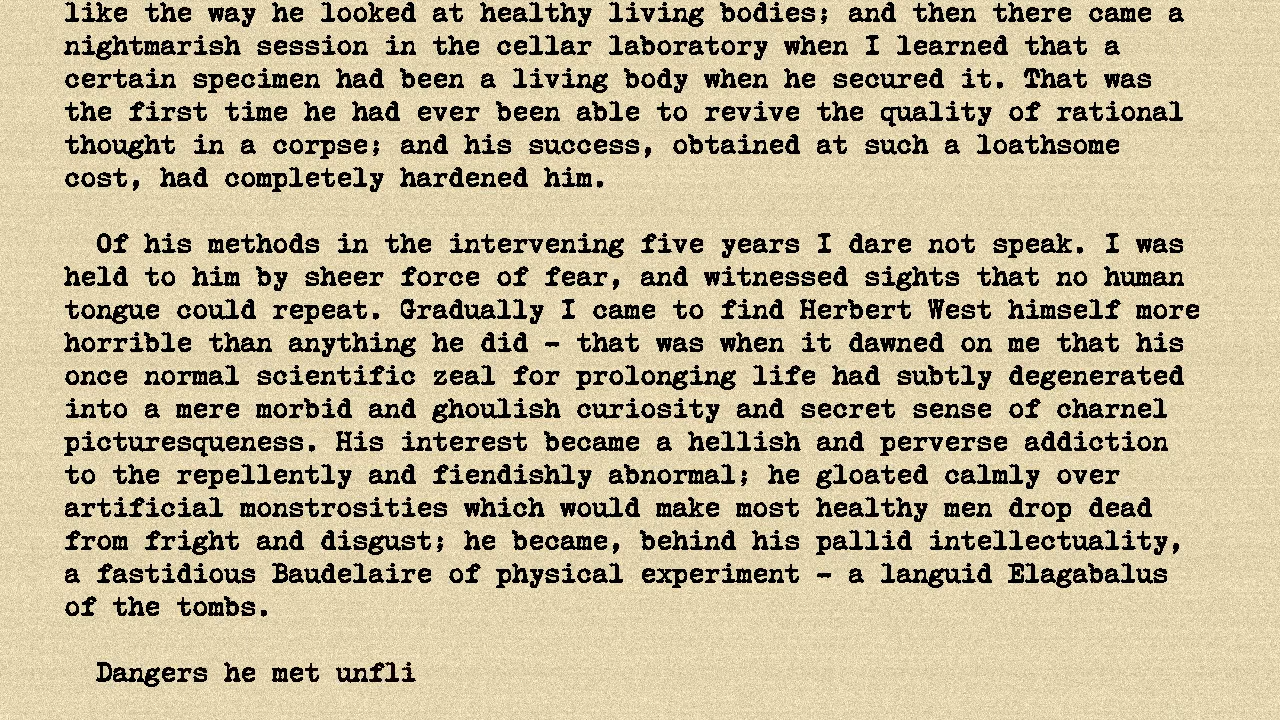 like the way he looked at healthy living bodies; and then there came a
nightmarish session in the cellar laboratory when I learned that a
certain specimen had been a living body when he secured it. That was
the first time he had ever been able to revive the quality of rational
thought in a corpse; and his success, obtained at such a loathsome
cost, had completely hardened him.
Of his methods in the intervening five years I dare not speak. I was
held to him by sheer force of fear, and witnessed sights that no human
tongue could repeat. Gradually I came to find Herbert West himself more
horrible than anything he did – that was when it dawned on me that his
once normal scientific zeal for prolonging life had subtly degenerated
into a mere morbid and ghoulish curiosity and secret sense of charnel
picturesqueness. His interest became a hellish and perverse addiction
to the repellently and fiendishly abnormal; he gloated calmly over
artificial monstrosities which would make most healthy men drop dead
from fright and disgust; he became, behind his pallid intellectuality,
a fastidious Baudelaire of physical experiment – a languid Elagabalus
of the tombs.
Dangers he met unfli